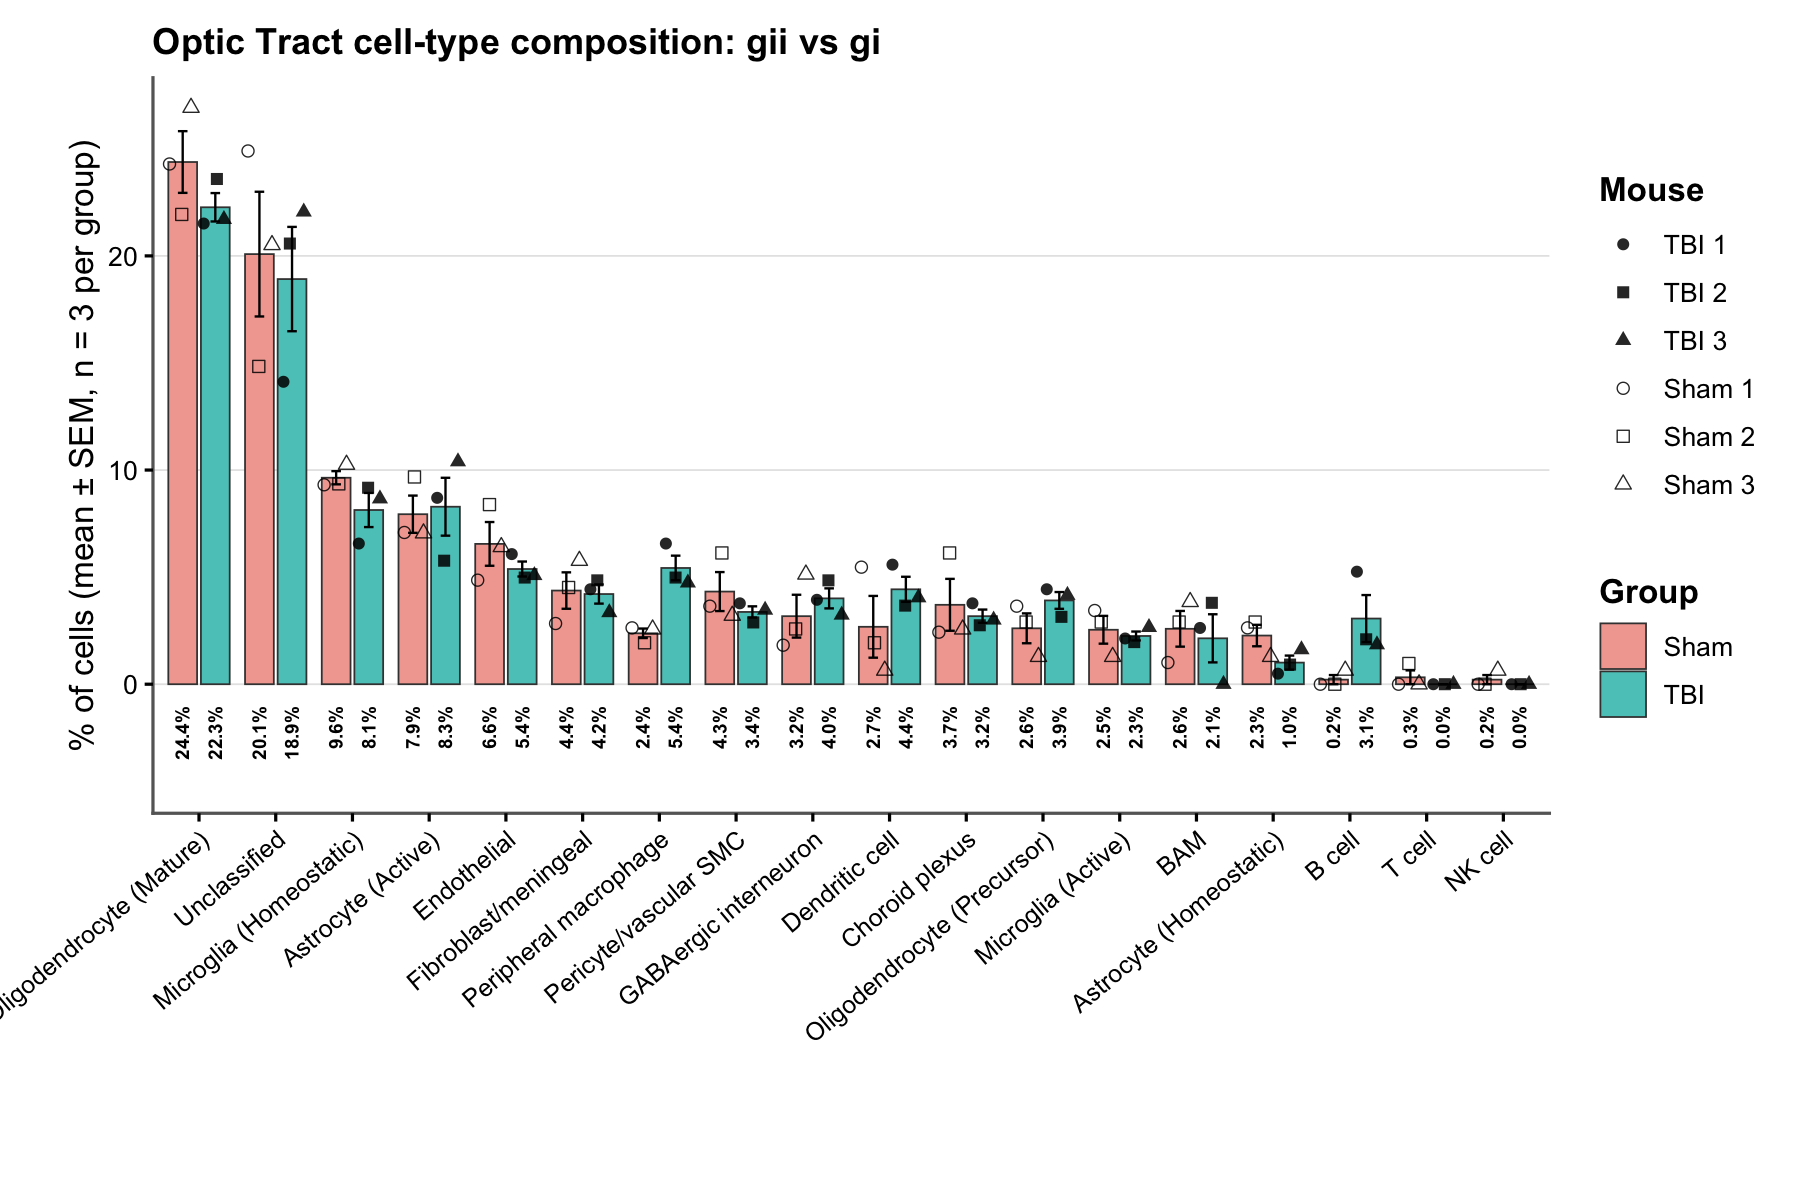 Optic Tract cell-type composition: gii vs gi
% of cells (mean ± SEM, n = 3 per group)
20
10
0
24.4%
22.3%
20.1%
18.9%
9.6%
8.1%
7.9%
8.3%
6.6%
5.4%
4.4%
4.2%
2.4%
5.4%
4.3%
3.4%
3.2%
4.0%
2.7%
4.4%
3.7%
3.2%
2.6%
3.9%
2.5%
2.3%
2.6%
2.1%
2.3%
1.0%
0.2%
3.1%
0.3%
0.0%
0.2%
0.0%
(Mature)
Unclassified
Microglia (Homeostatic)
Astrocyte (Active)
Endothelial
Fibroblast/meningeal
Peripheral macrophage
Pericyte/vascular SMC
GABAergic interneuron
Dendritic cell
Choroid plexus
Oligodendrocyte (Precursor)
Microglia (Active)
BAM
Astrocyte (Homeostatic)
B cell
T cell
NK cell
Mouse
TBI 1
TBI 2
TBI 3
Sham 1
Sham 2
Sham 3
Group
Sham
TBI